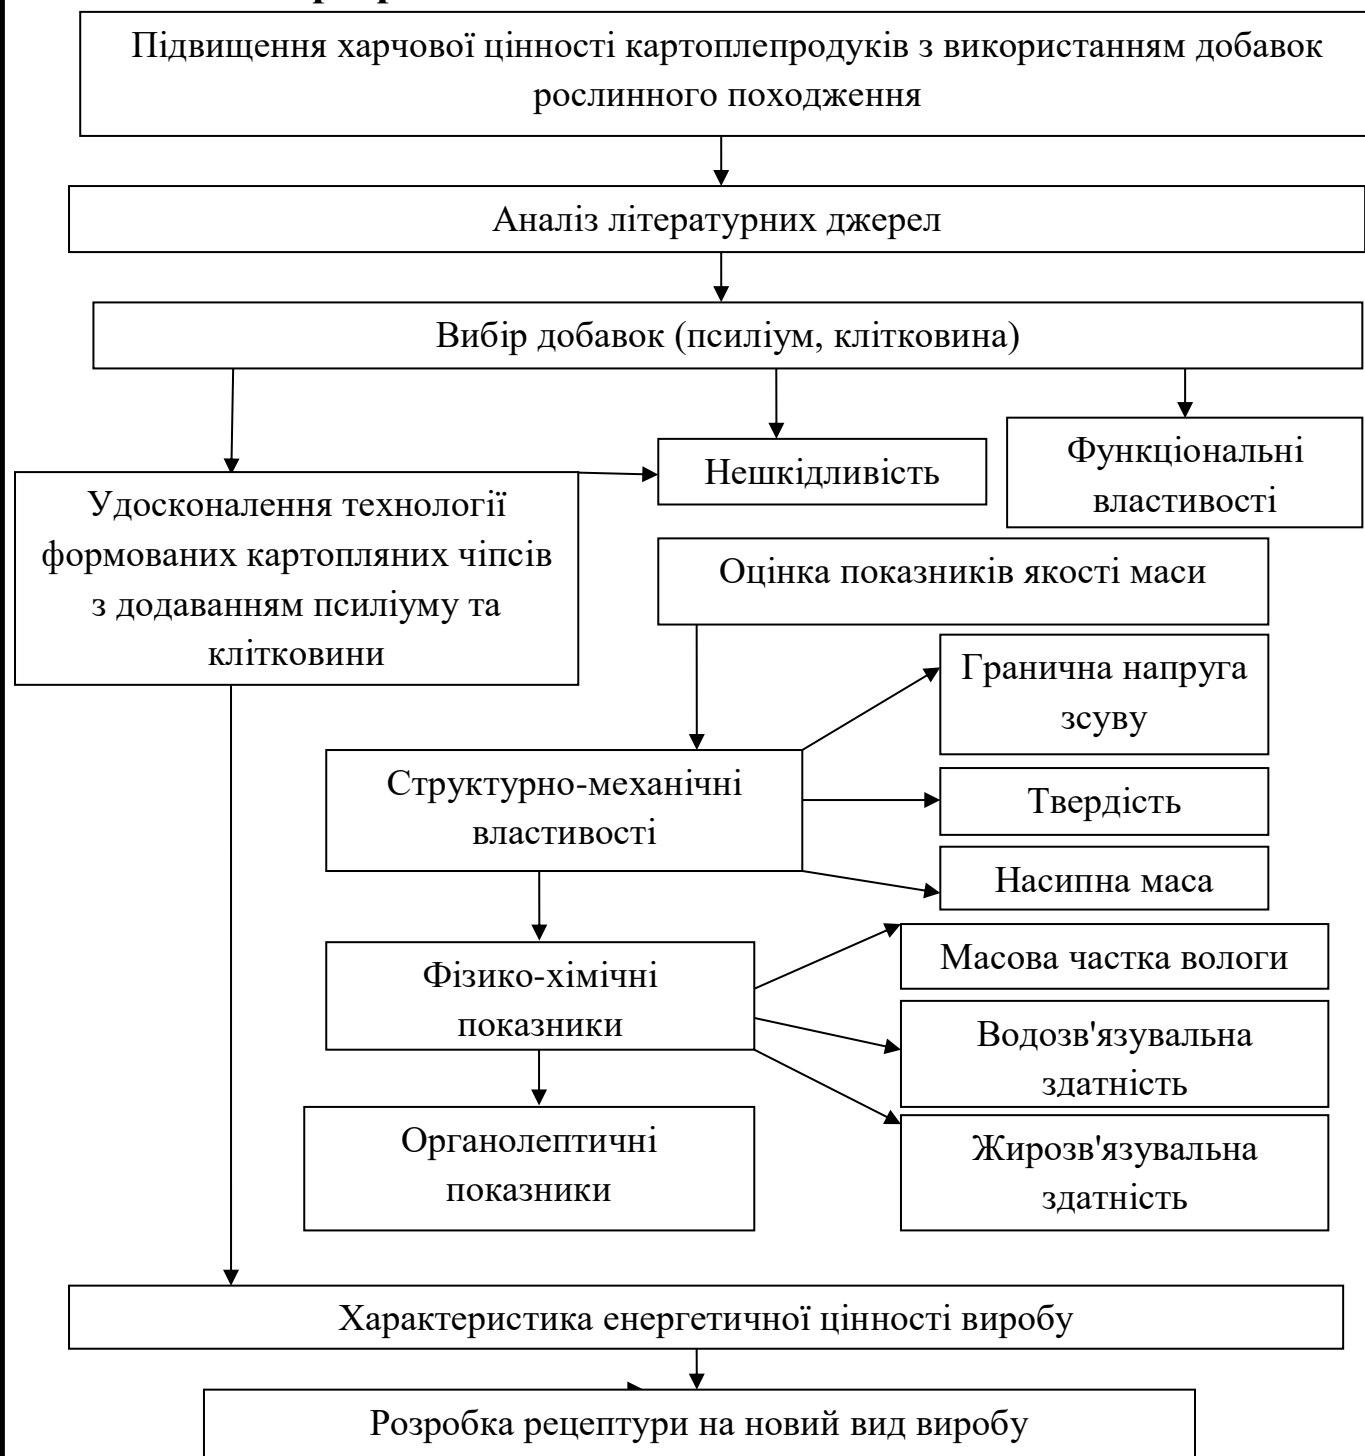 Підвищення харчової цінності картоплепродуків з використанням добавок
рослинного походження
Аналіз літературних джерел
Вибір добавок (псиліум, клітковина)
Нешкідливість
Функціональні
властивості
Удосконалення технології
формованих картопляних чіпсів
з додаванням псиліуму та
клітковини
Оцінка показників якості маси
Гранична напруга
зсуву
Структурно-механічні
властивості
Твердість
Насипна маса
Фізико-хімічні
показники
Масова частка вологи
Водозв'язувальна
здатність
Органолептичні
показники
Жирозв'язувальна
здатність
Характеристика енергетичної цінності виробу
Розробка рецептури на новий вид виробу